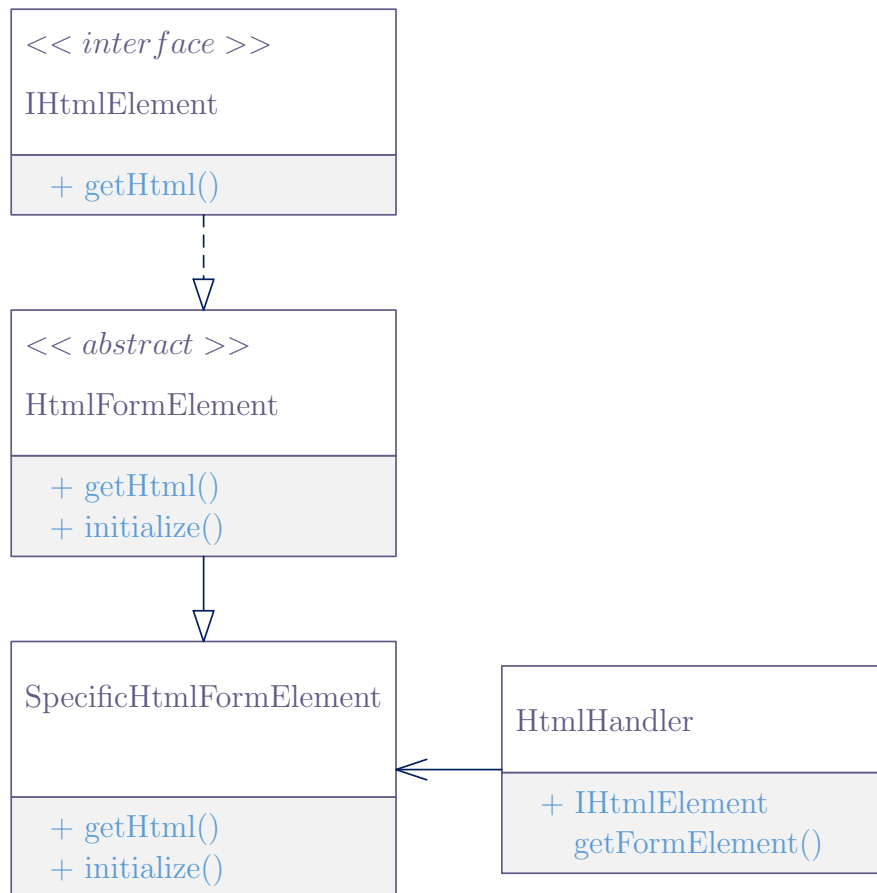 << interface >>
IHtmlElement
+ getHtml()
<< abstract >>
HtmlFormElement
+ getHtml()
+ initialize()
SpecificHtmlFormElement
+ getHtml()
+ initialize()
HtmlHandler
+ IHtmlElement
getFormElement()